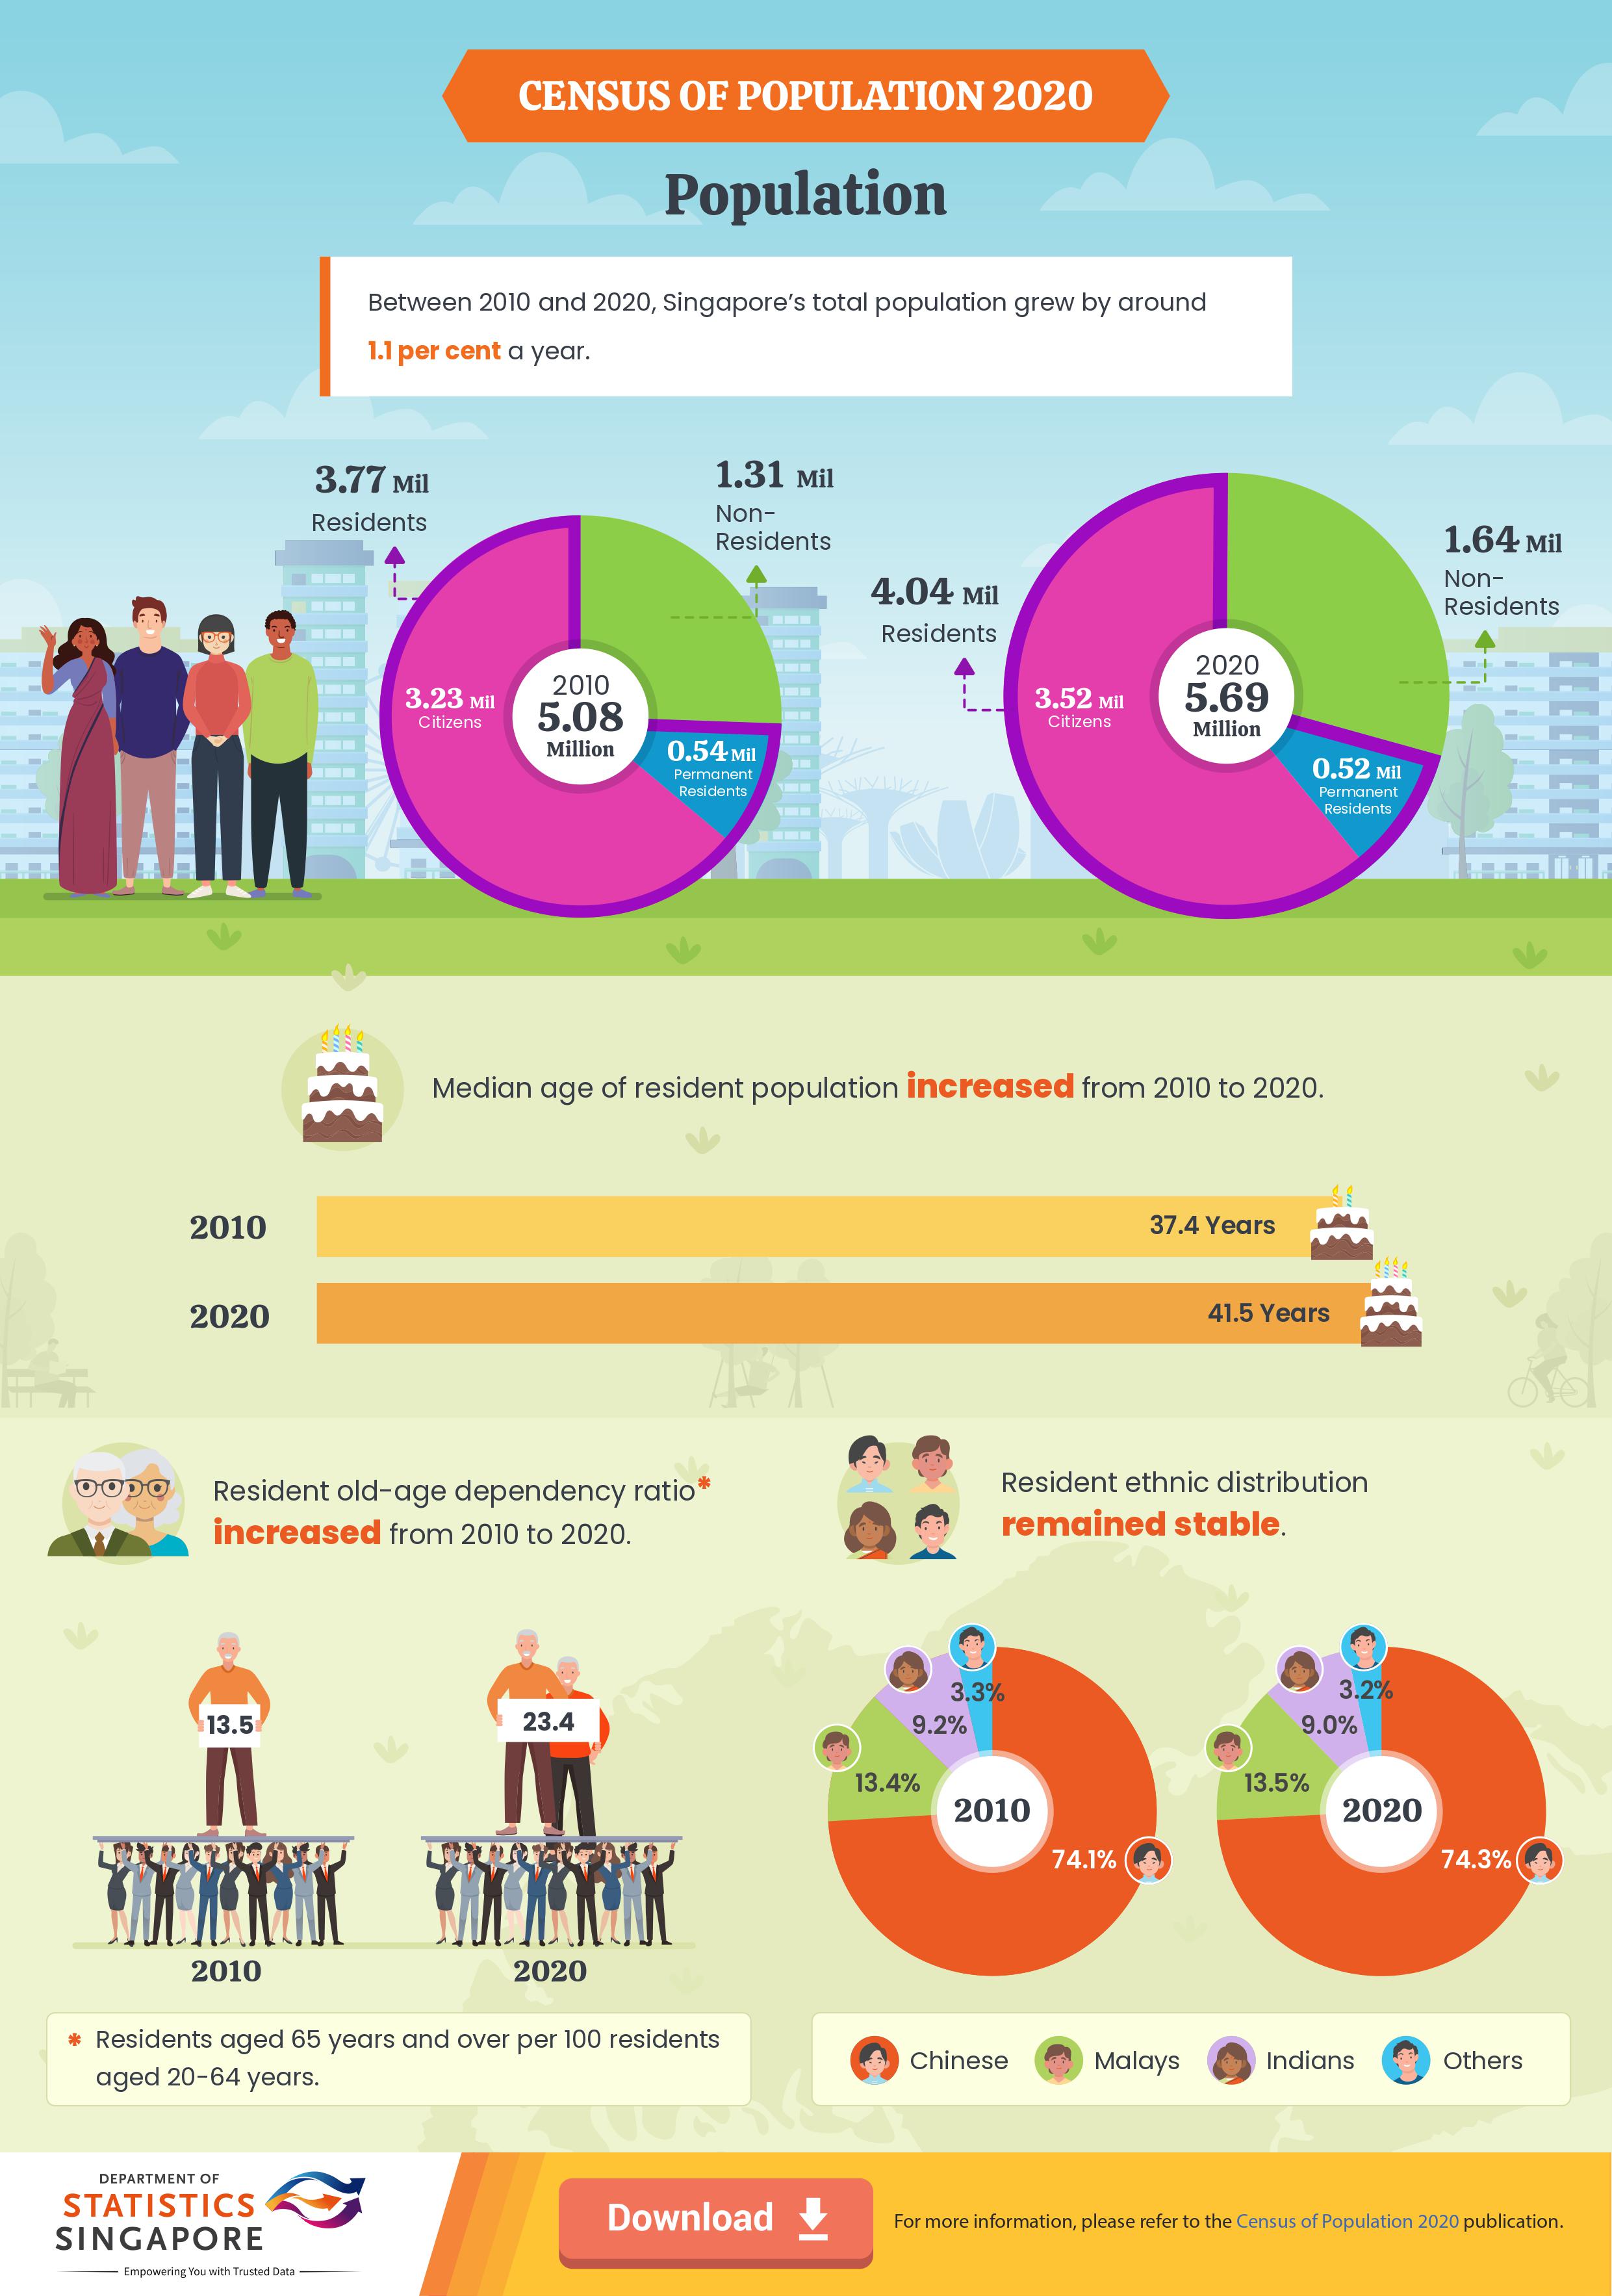 CENSUS OF POPULATION 2020
Population
Between 2010 and 2020, Singapore's total population grew by around
1.1 per cent a year.
3.77 Mil
Residents
1.31 Mil
Non-
Residents
3.23 Mil
Citizens
2010
5.08
Million
0.54 Mil
Permanent
Residents
4.04 Mil
Residents
1.64 Mil
Non-
Residents
3.52 Mil
Citizens
2020
5.69
Million
0.52 Mil
Permanent
Residents
Median age of resident population increased from 2010 to 2020.
2010
37.4 Years
2020
41.5 Years
Resident old-age dependency ratio*
increased from 2010 to 2020.
13.5
23.4
2010
2020
* Residents aged 65 years and over per 100 residents
aged 20-64 years.
Resident ethnic distribution
remained stable.
3.3%
9.2%
13.4%
2010
74.1%
3.2%
9.0%
13.5%
2020
74.3%
Chinese
Malays
Indians
Others
DEPARTMENT OF
STATISTICS
SINGAPORE
Empowering You with Trusted Data
Download
For more information, please refer to the Census of Population 2020 publication.